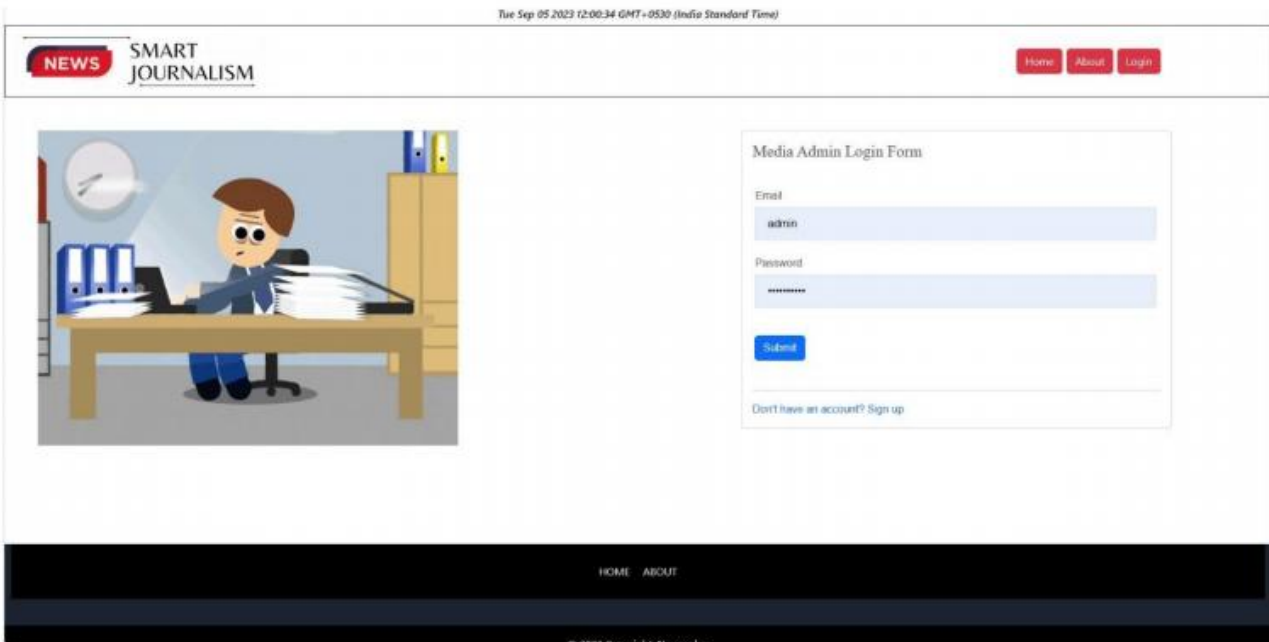 Tue Sep 05 2023 12:00:34 GMT+0530 (India Standard Time)
NEWS
SMART
JOURNALISM
Home About Login
Media Admin Login Form
Email
admin
Password
••••••••••
Submit
Don't have an account? Sign up
HOME ABOUT